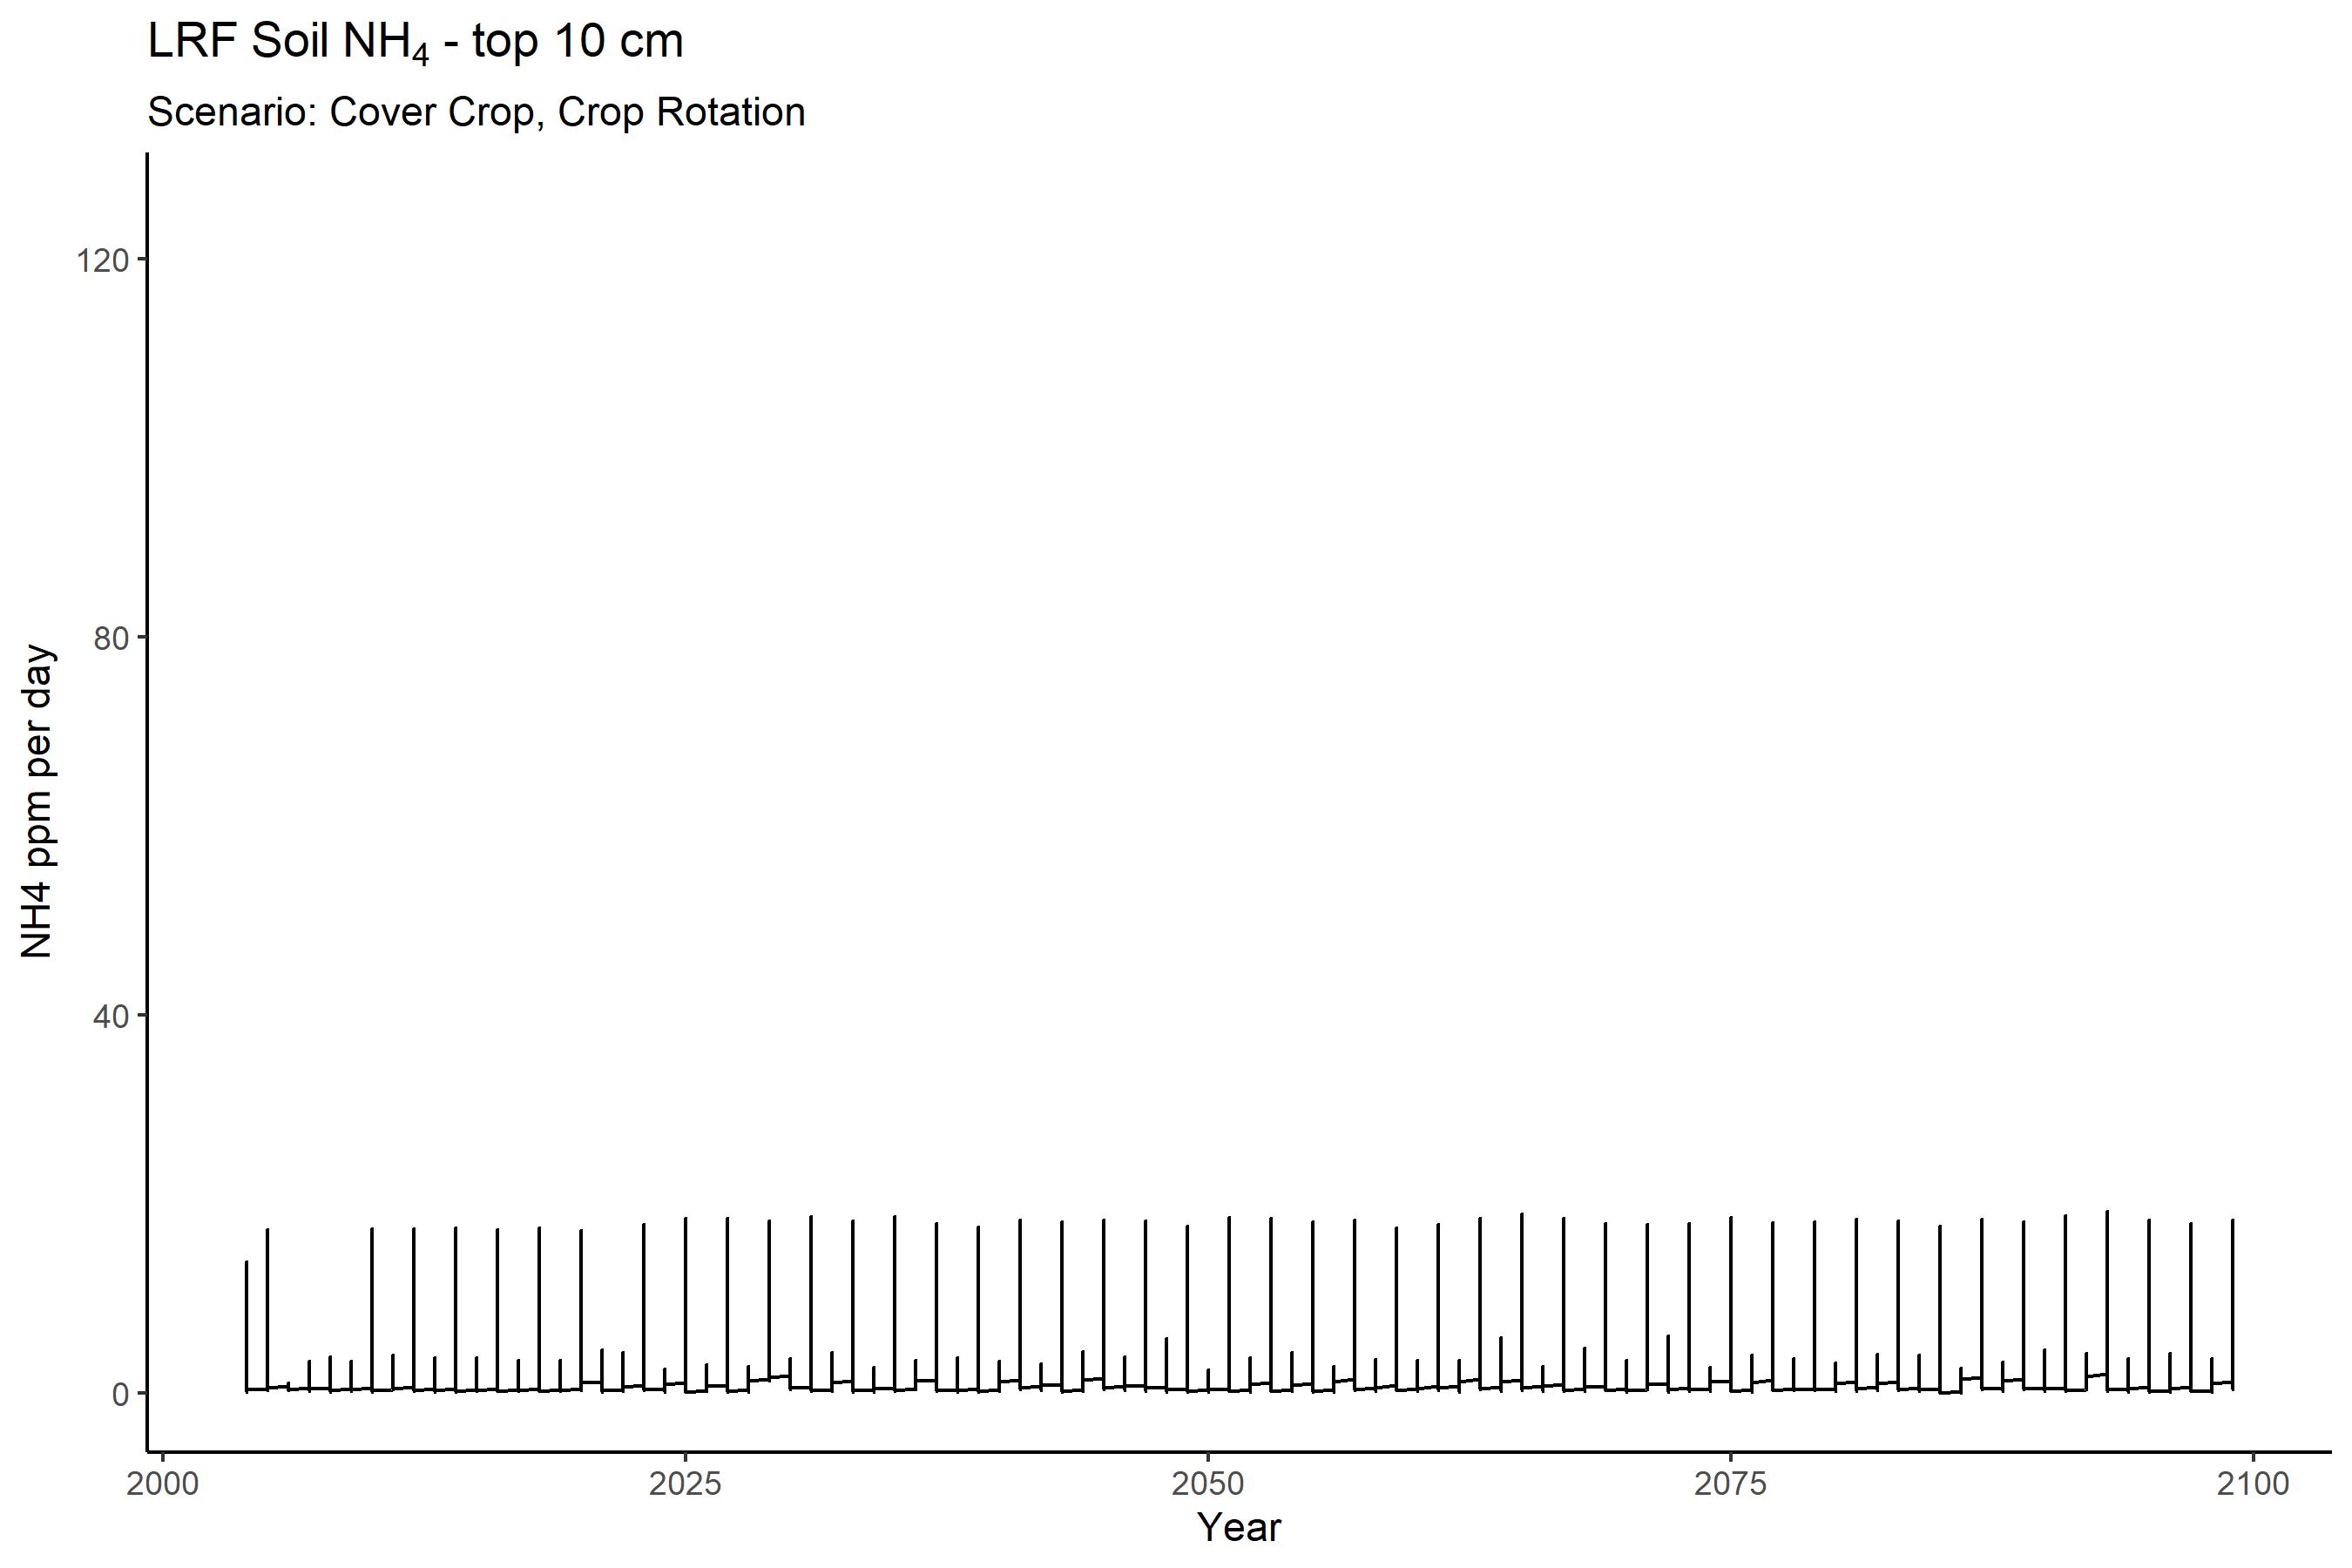 LRF Soil NH₄ - top 10 cm
Scenario: Cover Crop, Crop Rotation
120
80
40
0
NH4 ppm per day
2000 2025 2050 2075 2100
Year